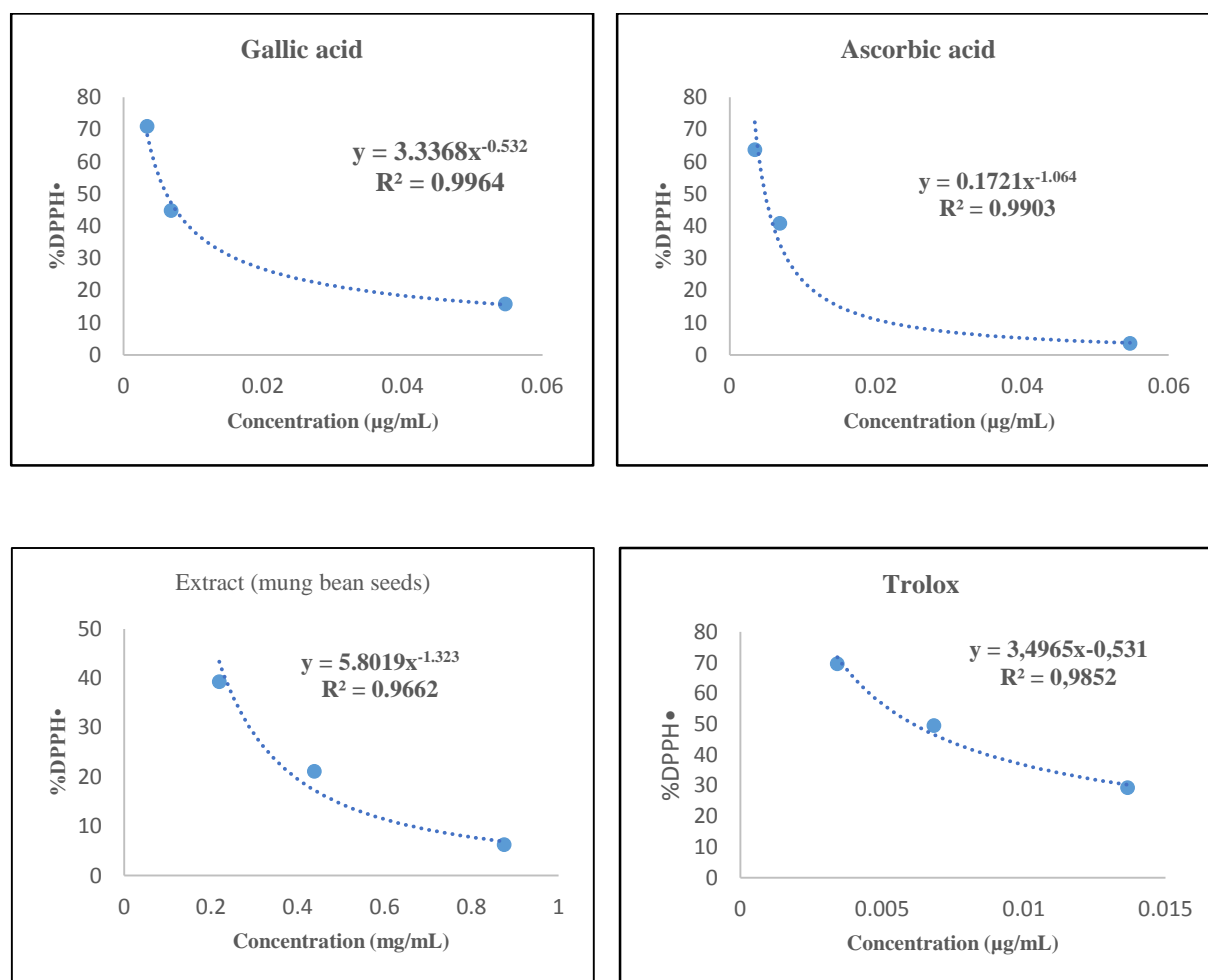 Gallic acid
80
70
60
50
40
30
20
10
0
%DPPH•
y = 3.3368x^-0.532
R² = 0.9964
0 0.02 0.04 0.06
Concentration (µg/mL)
Ascorbic acid
80
70
60
50
40
30
20
10
0
%DPPH•
y = 0.1721x^-1.064
R² = 0.9903
0 0.02 0.04 0.06
Concentration (µg/mL)
Extract (mung bean seeds)
50
40
30
20
10
0
%DPPH•
y = 5.8019x^-1.323
R² = 0.9662
0 0.2 0.4 0.6 0.8 1
Concentration (mg/mL)
Trolox
80
70
60
50
40
30
20
10
0
%DPPH•
y = 3,4965x-0,531
R² = 0,9852
0 0.005 0.01 0.015
Concentration (µg/mL)